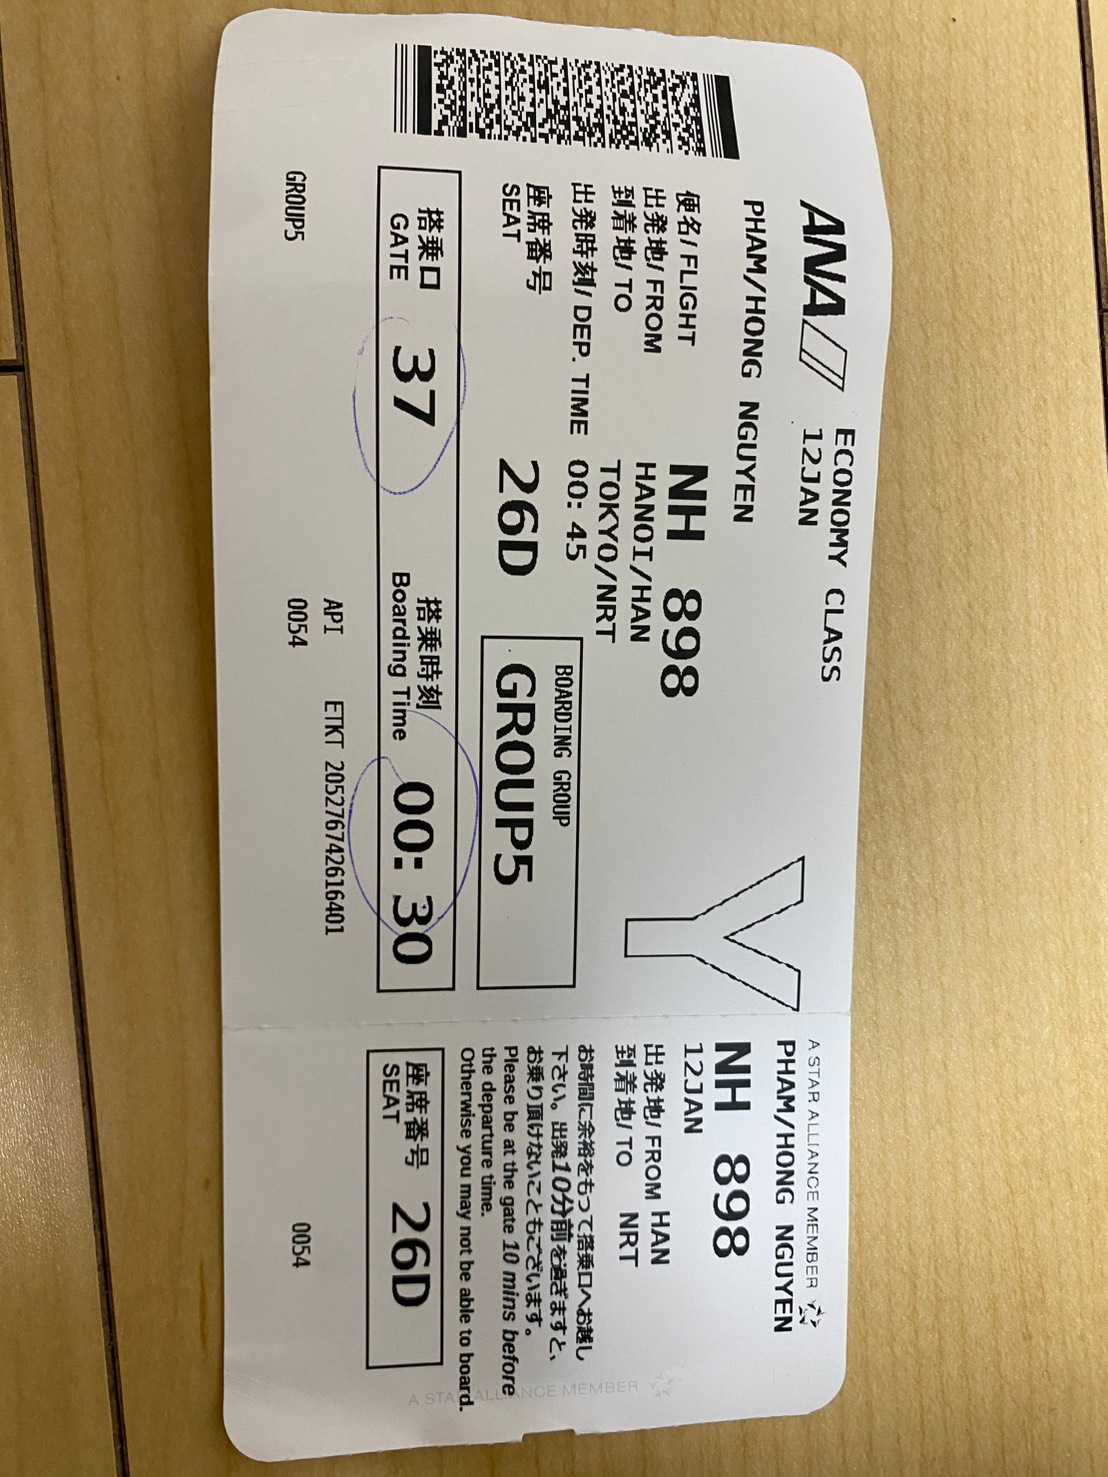 ANA ECONOMY CLASS
12JAN
PHAM/HONG NGUYEN
便名/FLIGHT NH 898
出発地/FROM HANOI/HAN
到着地/TO TOKYO/NRT
出発時刻/DEP. TIME 00:45
座席番号
SEAT 26D
BOARDING GROUP
GROUP5
搭乗口
GATE 37
搭乗時刻
Boarding Time 00:30
API ETKT 205276742616401
GROUP5 0054
Y
A STAR ALLIANCE MEMBER
PHAM/HONG NGUYEN
NH 898
12JAN
出発地/FROM HAN
到着地/TO NRT
お時間に余裕をもって搭乗口へお越し
下さい。出発10分前を過ぎますと、
お乗り頂けないこともございます。
Please be at the gate 10 mins before
the departure time.
Otherwise you may not be able to board.
座席番号
SEAT 26D
0054
A STAR ALLIANCE MEMBER